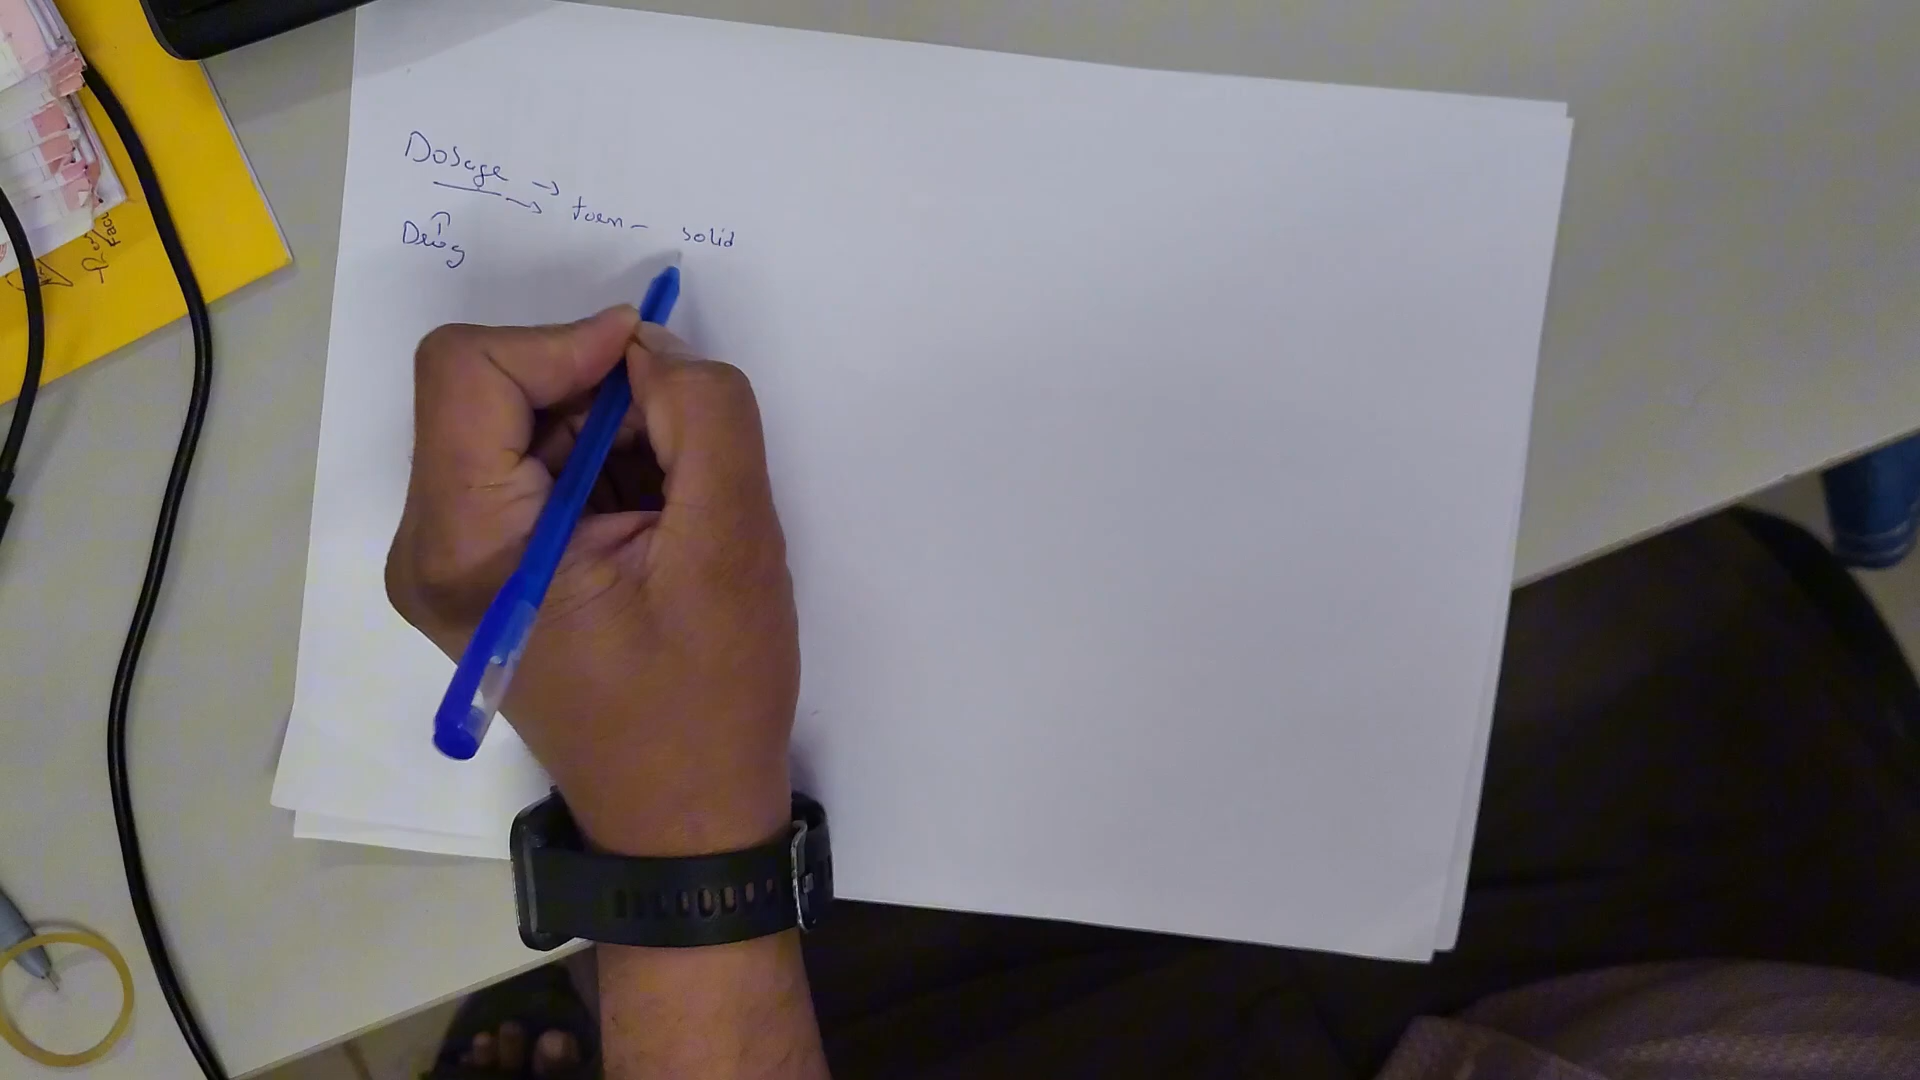 Dosage →
→ form - solid
↑
Drug